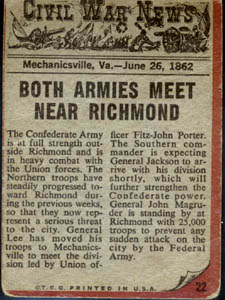 CIVIL WAR NEWS
Mechanicsville, Va.—June 26, 1862
BOTH ARMIES MEET
NEAR RICHMOND
The Confederate Army
is at full strength out-
side Richmond and is
in heavy combat with
the Union forces. The
Northern troops have
steadily progressed to-
ward Richmond dur-
ing the previous weeks,
so that they now rep-
resent a serious threat
to the city. General
Lee has moved his
troops to Mechanics-
ville to meet the divi-
sion led by Union of-
ficer Fitz-John Porter.
The Southern com-
mander is expecting
General Jackson to ar-
rive with his division
shortly, which will
further strengthen the
Confederate power.
General John Magru-
der is standing by at
Richmond with 25,000
troops to prevent any
sudden attack on the
city by the Federal
Army.
22
©T.C.G. PRINTED IN U.S.A.